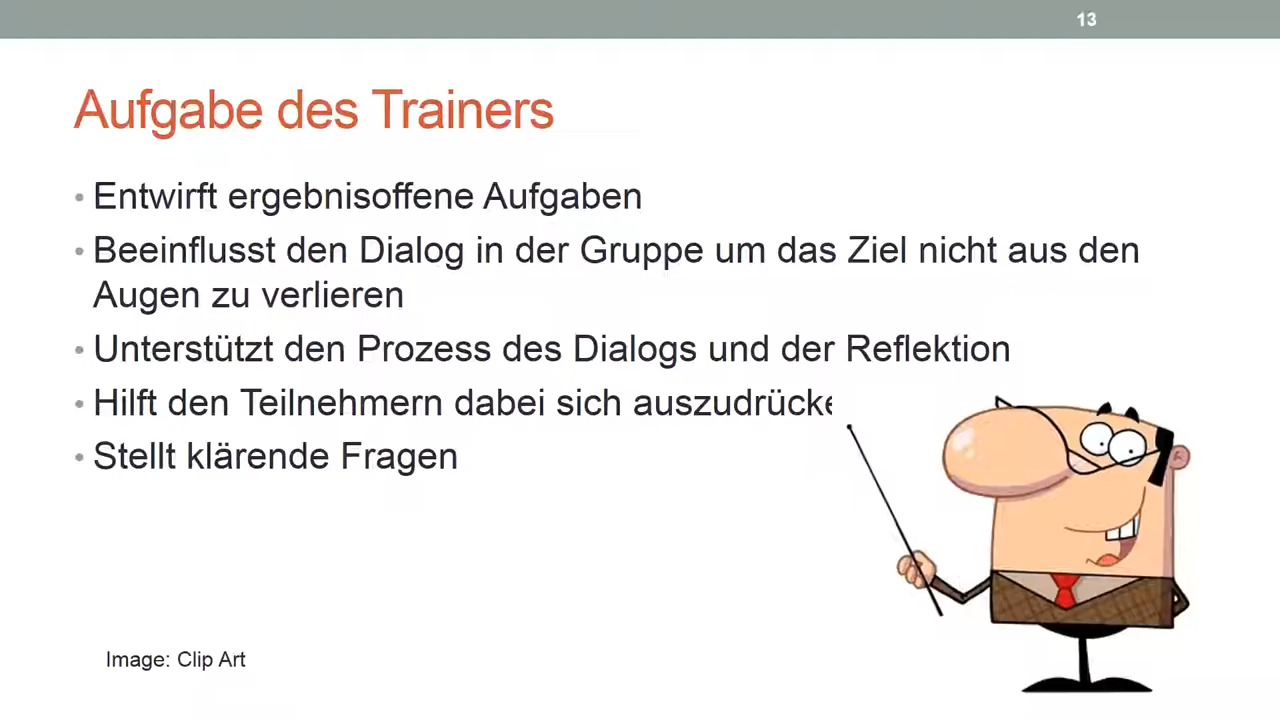 13
Aufgabe des Trainers
• Entwirft ergebnisoffene Aufgaben
• Beeinflusst den Dialog in der Gruppe um das Ziel nicht aus den
Augen zu verlieren
• Unterstützt den Prozess des Dialogs und der Reflektion
• Hilft den Teilnehmern dabei sich auszudrücke
• Stellt klärende Fragen
Image: Clip Art